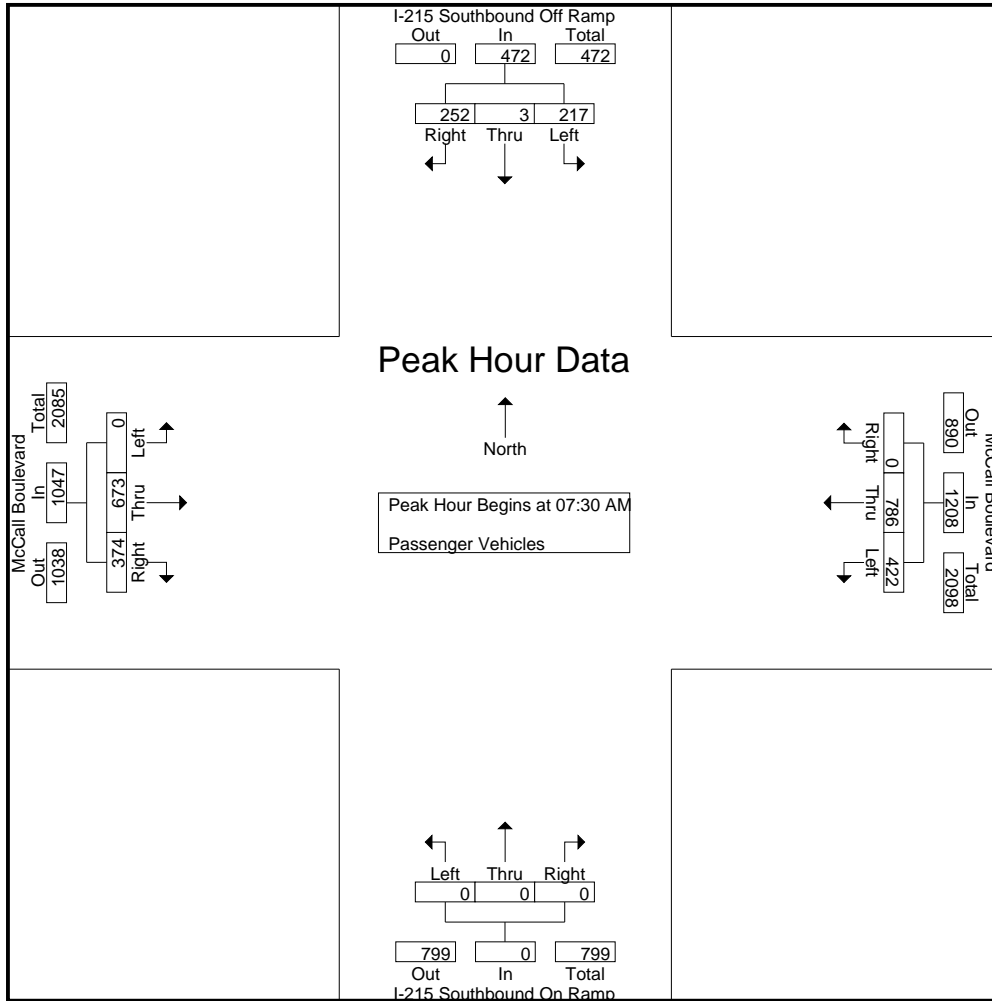 I-215 Southbound Off Ramp
Out In Total
0 472 472
252 3 217
Right Thru Left
Peak Hour Data
North
Peak Hour Begins at 07:30 AM
Passenger Vehicles
McCall Boulevard
Out In Total
1038 1047 2085
Left Thru Right
0 673 374
Right Thru Left
0 786 422
Out In Total
890 1208 2098
McCall Boulevard
Left Thru Right
0 0 0
799 0 799
Out In Total
I-215 Southbound On Ramp